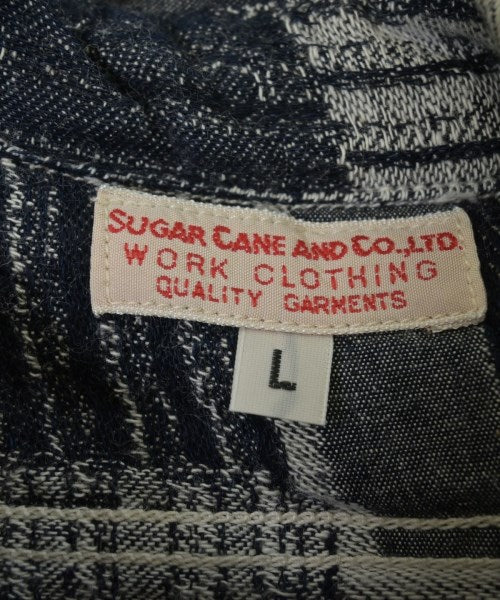 SUGAR CANE AND CO.,LTD.
WORK CLOTHING
QUALITY GARMENTS
L